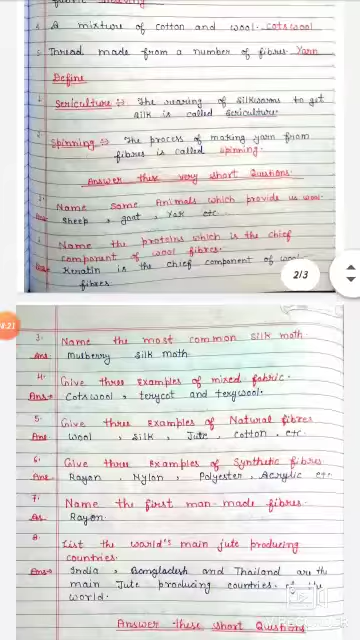 A mixture of cotton and wool. Cotswool
5. Thread made from a number of fibres. Yarn
Define
Sericulture :- The rearing of Silkworms to get
silk is called Sericulture.
Spinning :- The process of making yarn from
fibres is called spinning.
Answer these very short Questions.
Name Some Animals which provide us wool.
Sheep, goat, Yak etc.
Name the proteins which is the chief
component of wool fibres.
Keratin is the chief component of wool
fibres
2/3
4:21
3. Name the most common silk moth
Ans Mulberry silk moth.
4. Give three examples of mixed fabric.
Ans→ Cotswool, terycot and terywool.
5. Give three Examples of Natural fibres
Ans Wool, silk, Jute, cotton, etc.
6. Give three Examples of Synthetic fibres
Ans Rayon, Nylon, Polyester, Acrylic etc.
7. Name the first man-made fibres.
As Rayon.
8. List the world's main jute producing
countries.
Ans→ India, Bangladesh and Thailand are the
main Jute producing countries of the
world.
Answer these short Questions